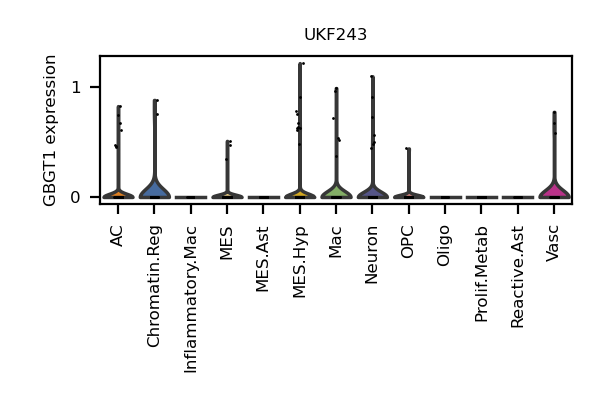 UKF243
GBGT1 expression
1
0
AC
Chromatin.Reg
Inflammatory.Mac
MES
MES.Ast
MES.Hyp
Mac
Neuron
OPC
Oligo
Prolif.Metab
Reactive.Ast
Vasc